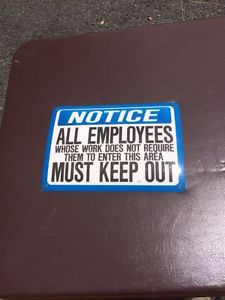 NOTICE
ALL EMPLOYEES
WHOSE WORK DOES NOT REQUIRE
THEM TO ENTER THIS AREA
MUST KEEP OUT